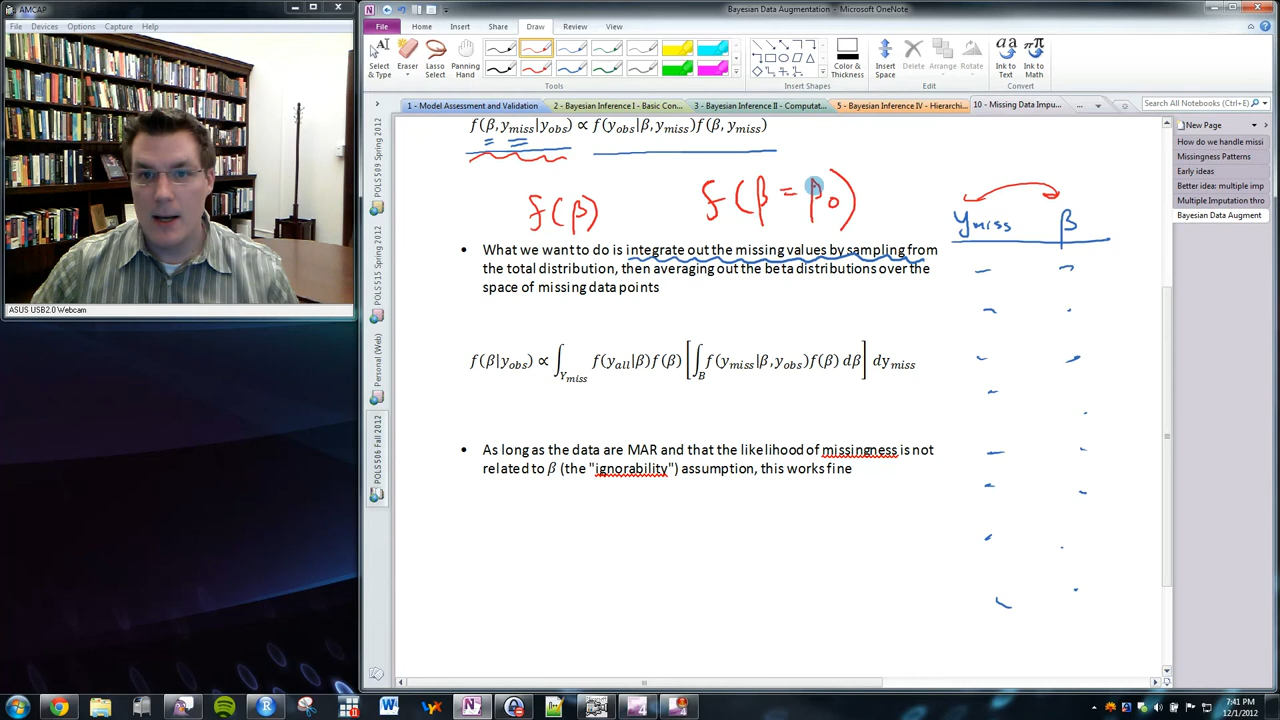 AMCAP
File Devices Options Capture Help
ASUS USB2.0 Webcam
Bayesian Data Augmentation - Microsoft OneNote
File Home Insert Share Draw Review View
Select & Type
Eraser
Lasso Select
Panning Hand
Color & Thickness
Insert Space
Delete
Arrange
Rotate
Ink to Text
Ink to Math
Tools
Insert Shapes
Edit
Convert
1 - Model Assessment and Validation
2 - Bayesian Inference I - Basic Con...
3 - Bayesian Inference II - Computat...
5 - Bayesian Inference IV - Hierarchi...
10 - Missing Data Impu...
...
Search All Notebooks (Ctrl+E)
POLS 509 Spring 2012
POLS 515 Spring 2012
Personal (Web)
POLS 506 Fall 2012
New Page
How do we handle missi
Missingness Patterns
Early ideas
Better idea: multiple imp
Multiple Imputation thro
Bayesian Data Augment
f(β, y_miss|y_obs) ∝ f(y_obs|β, y_miss)f(β, y_miss)
f(β) f(β = β0)
y miss β
• What we want to do is integrate out the missing values by sampling from
the total distribution, then averaging out the beta distributions over the
space of missing data points
f(β|y_obs) ∝ ∫_Y_miss f(y_all|β)f(β) [∫_B f(y_miss|β, y_obs)f(β) dβ] dy_miss
• As long as the data are MAR and that the likelihood of missingness is not
related to β (the "ignorability") assumption, this works fine
7:41 PM
12/1/2012